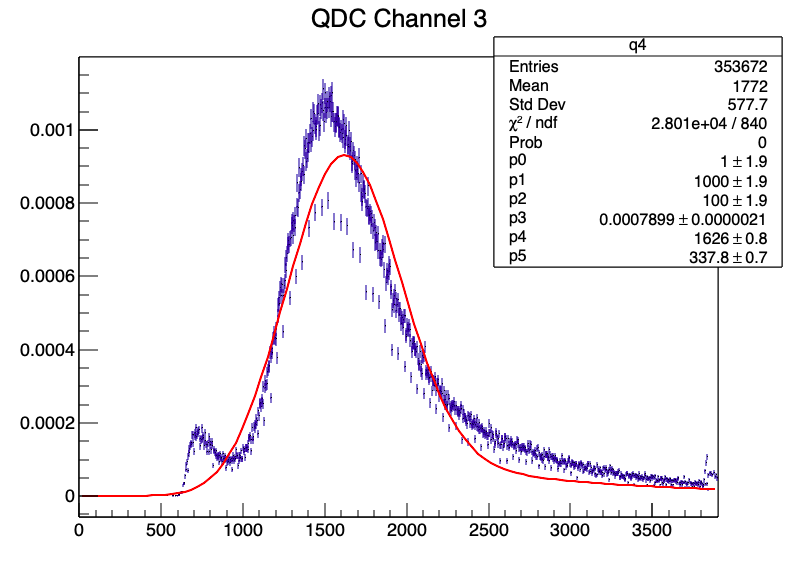 QDC Channel 3
q4
Entries 353672
Mean 1772
Std Dev 577.7
χ² / ndf 2.801e+04 / 840
Prob 0
p0 1 ± 1.9
p1 1000 ± 1.9
p2 100 ± 1.9
p3 0.0007899 ± 0.0000021
p4 1626 ± 0.8
p5 337.8 ± 0.7
0.001
0.0008
0.0006
0.0004
0.0002
0
0 500 1000 1500 2000 2500 3000 3500